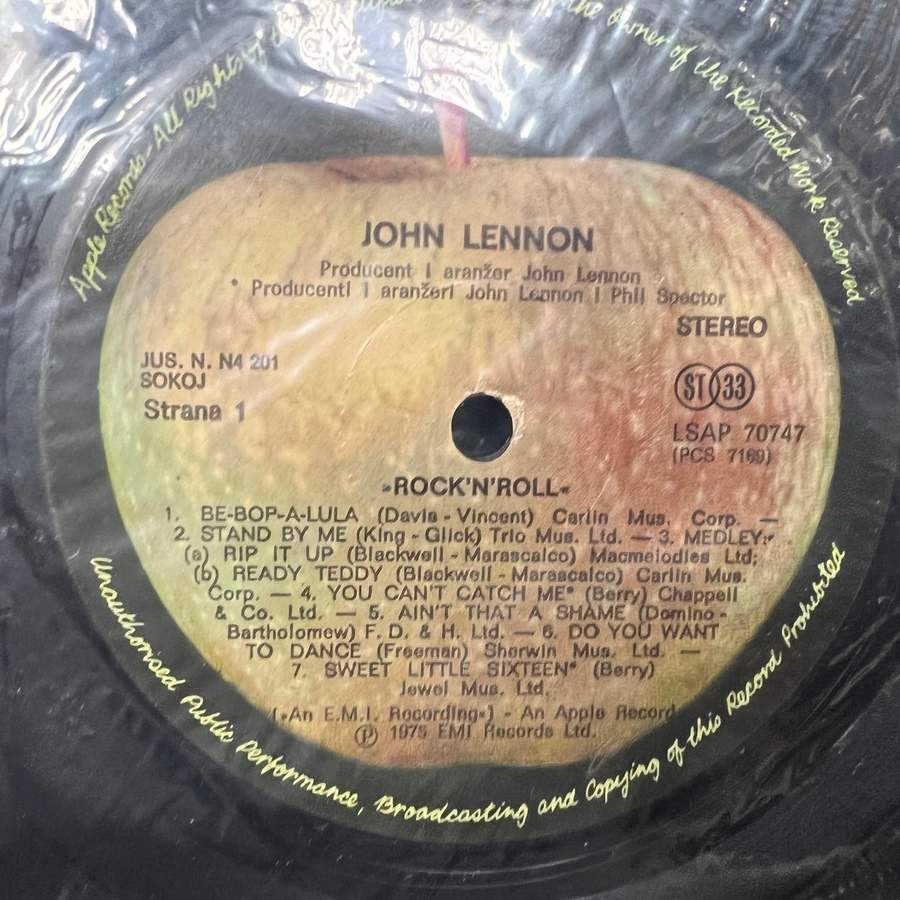 Apple Records - All Rights of the
the Owner of the Recorded Work Reserved
JOHN LENNON
Producent i aranžer John Lennon
* Producenti i aranžeri John Lennon i Phil Spector
STEREO
JUS. N. N4 201
SOKOJ
Strana 1
ST 33
LSAP 70747
(PCS 7169)
»ROCK'N'ROLL«
1. BE-BOP-A-LULA (Davis - Vincent) Carlin Mus. Corp. —
2. STAND BY ME (King - Glick) Trio Mus. Ltd. — 3. MEDLEY:*
(a) RIP IT UP (Blackwell - Marascalco) Macmelodies Ltd;
(b) READY TEDDY (Blackwell - Marascalco) Carlin Mus.
Corp. — 4. YOU CAN'T CATCH ME* (Berry) Chappell
& Co. Ltd. — 5. AIN'T THAT A SHAME (Domino -
Bartholomew) F. D. & H. Ltd. — 6. DO YOU WANT
TO DANCE (Freeman) Sherwin Mus. Ltd. —
7. SWEET LITTLE SIXTEEN* (Berry)
Jewel Mus. Ltd.
(»An E.M.I. Recording«) - An Apple Record
℗ 1975 EMI Records Ltd.
Unauthorised Public Performance, Broadcasting and Copying of this Record Prohibited